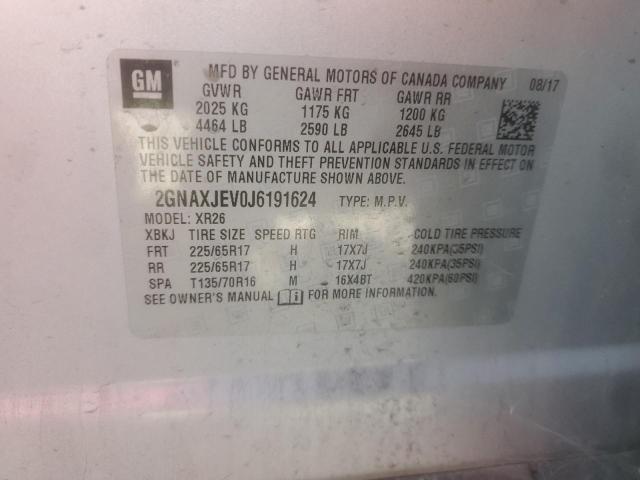 GM
MFD BY GENERAL MOTORS OF CANADA COMPANY 08/17
GVWR GAWR FRT GAWR RR
2025 KG 1175 KG 1200 KG
4464 LB 2590 LB 2645 LB
THIS VEHICLE CONFORMS TO ALL APPLICABLE U.S. FEDERAL MOTOR
VEHICLE SAFETY AND THEFT PREVENTION STANDARDS IN EFFECT ON
THE DATE OF MANUFACTURE SHOWN ABOVE.
2GNAXJEV0J6191624 TYPE: M.P.V.
MODEL: XR26
XBKJ TIRE SIZE SPEED RTG RIM COLD TIRE PRESSURE
FRT 225/65R17 H 17X7J 240KPA(35PSI)
RR 225/65R17 H 17X7J 240KPA(35PSI)
SPA T135/70R16 M 16X4BT 420KPA(60PSI)
SEE OWNER'S MANUAL FOR MORE INFORMATION.